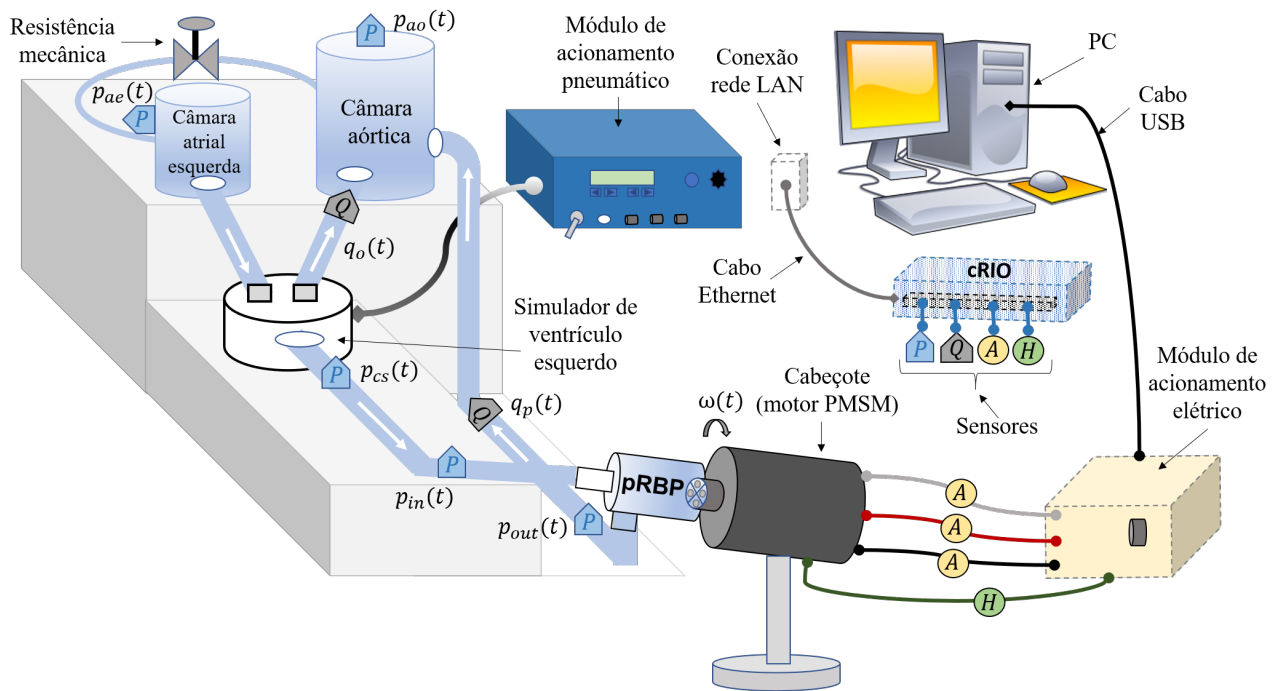 Resistência
mecânica
P
p_ao(t)
p_ae(t)
P
Câmara
atrial
esquerda
Câmara
aórtica
Módulo de
acionamento
pneumático
Conexão
rede LAN
PC
Cabo
USB
Q
q_o(t)
Cabo
Ethernet
cRIO
P
Q
A
H
Sensores
Simulador de
ventrículo
esquerdo
P
p_cs(t)
Q
q_p(t)
ω(t)
Cabeçote
(motor PMSM)
Módulo de
acionamento
elétrico
P
p_in(t)
pRBP
P
p_out(t)
A
A
A
H